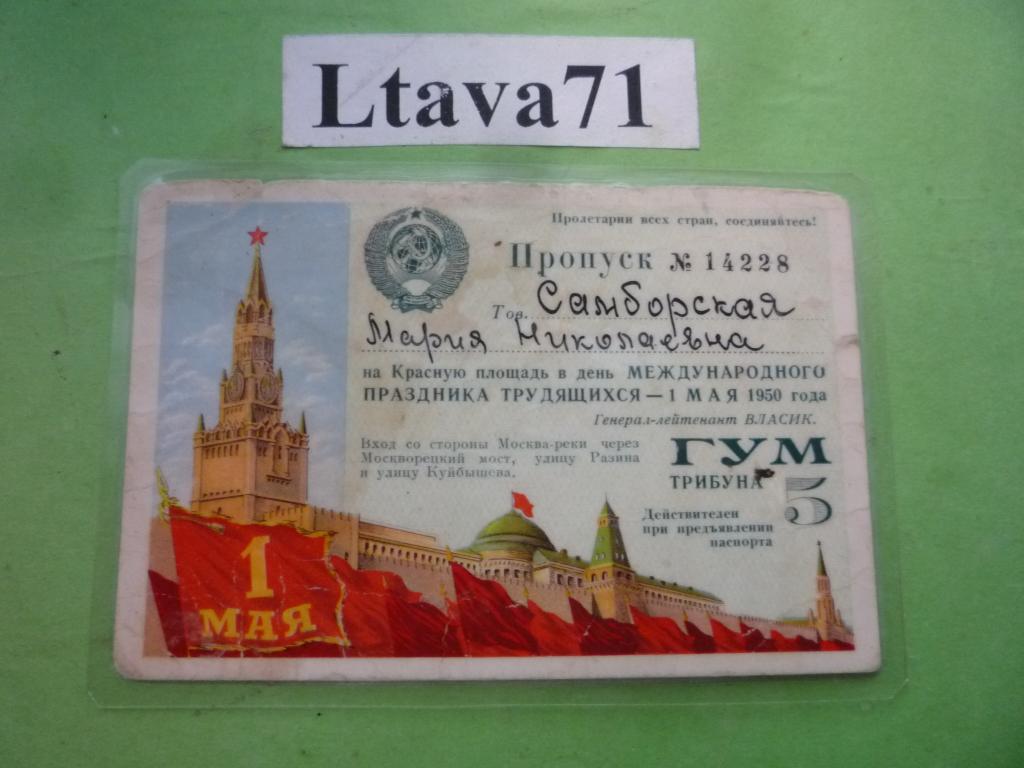 Ltava71
Пролетарии всех стран, соединяйтесь!
Пропуск № 14228
Тов. Самборская
Мария Николаевна
на Красную площадь в день МЕЖДУНАРОДНОГО
ПРАЗДНИКА ТРУДЯЩИХСЯ — 1 МАЯ 1950 года
Генерал-лейтенант ВЛАСИК.
Вход со стороны Москва-реки через
Москворецкий мост, улицу Разина
и улицу Куйбышева.
ГУМ
ТРИБУНА 5
Действителен
при предъявлении
паспорта
1
МАЯ